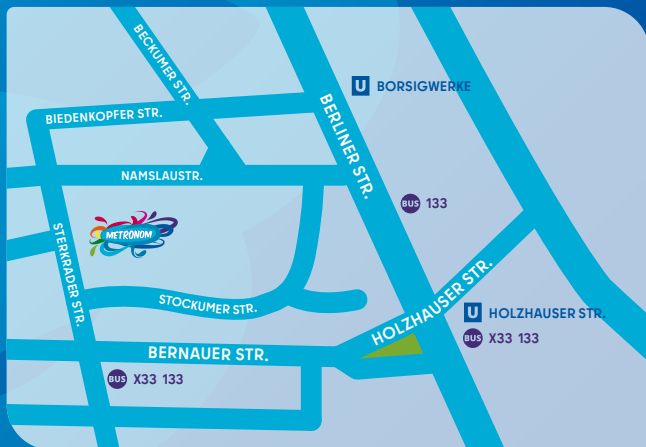 BECKUMER STR.
U BORSIGWERKE
BIEDENKOPFER STR.
BERLINER STR.
NAMSLAUSTR.
BUS 133
METRONOM
STERKRADER STR.
STOCKUMER STR.
HOLZHAUSER STR.
U HOLZHAUSER STR.
BUS X33 133
BERNAUER STR.
BUS X33 133